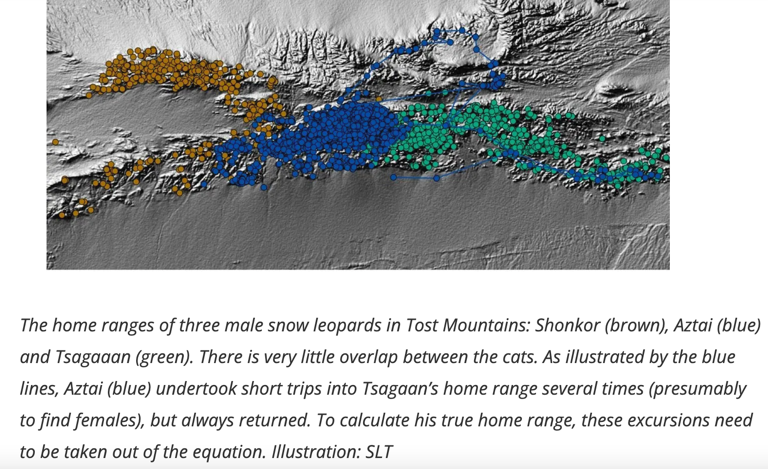 The home ranges of three male snow leopards in Tost Mountains: Shonkor (brown), Aztai (blue)
and Tsagaaan (green). There is very little overlap between the cats. As illustrated by the blue
lines, Aztai (blue) undertook short trips into Tsagaan’s home range several times (presumably
to find females), but always returned. To calculate his true home range, these excursions need
to be taken out of the equation. Illustration: SLT